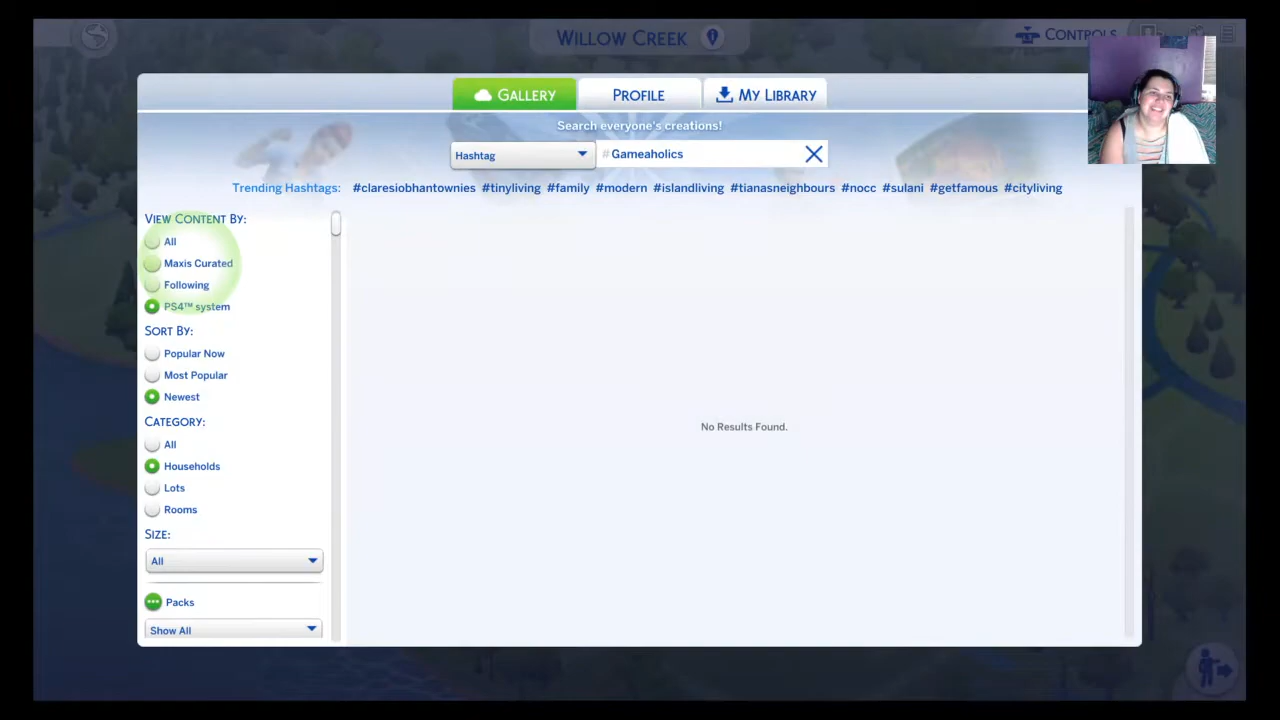 WILLOW CREEK
CONTROLS
GALLERY
PROFILE
MY LIBRARY
Search everyone's creations!
Hashtag
#Gameaholics
Trending Hashtags: #claresiobhantownies #tinyliving #family #modern #islandliving #tianasneighbours #nocc #sulani #getfamous #cityliving
VIEW CONTENT BY:
All
Maxis Curated
Following
PS4™ system
SORT BY:
Popular Now
Most Popular
Newest
CATEGORY:
All
Households
Lots
Rooms
SIZE:
All
Packs
Show All
No Results Found.